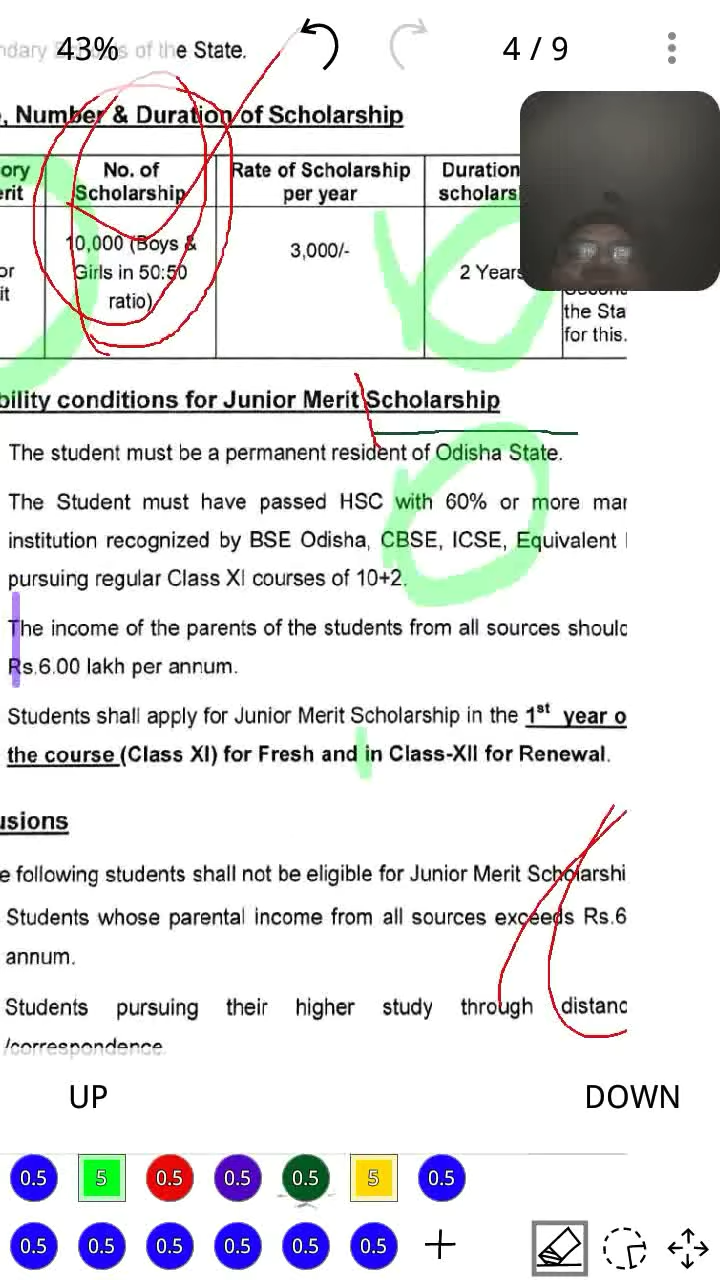 43%
4 / 9
ndary
of the State.
, Number & Duration of Scholarship
ory
rit
No. of
Scholarship
Rate of Scholarship
per year
Duration
scholars
or
it
10,000 (Boys &
Girls in 50:50
ratio)
3,000/-
2 Years
the Sta
for this.
bility conditions for Junior Merit Scholarship
The student must be a permanent resident of Odisha State.
The Student must have passed HSC with 60% or more mar
institution recognized by BSE Odisha, CBSE, ICSE, Equivalent
pursuing regular Class XI courses of 10+2.
The income of the parents of the students from all sources should
Rs.6.00 lakh per annum.
Students shall apply for Junior Merit Scholarship in the 1st year o
the course (Class XI) for Fresh and in Class-XII for Renewal.
usions
e following students shall not be eligible for Junior Merit Scholarshi
Students whose parental income from all sources exceeds Rs.6
annum.
Students pursuing their higher study through distanc
/correspondence.
UP
DOWN
0.5 5 0.5 0.5 0.5 5 0.5
0.5 0.5 0.5 0.5 0.5 0.5 +